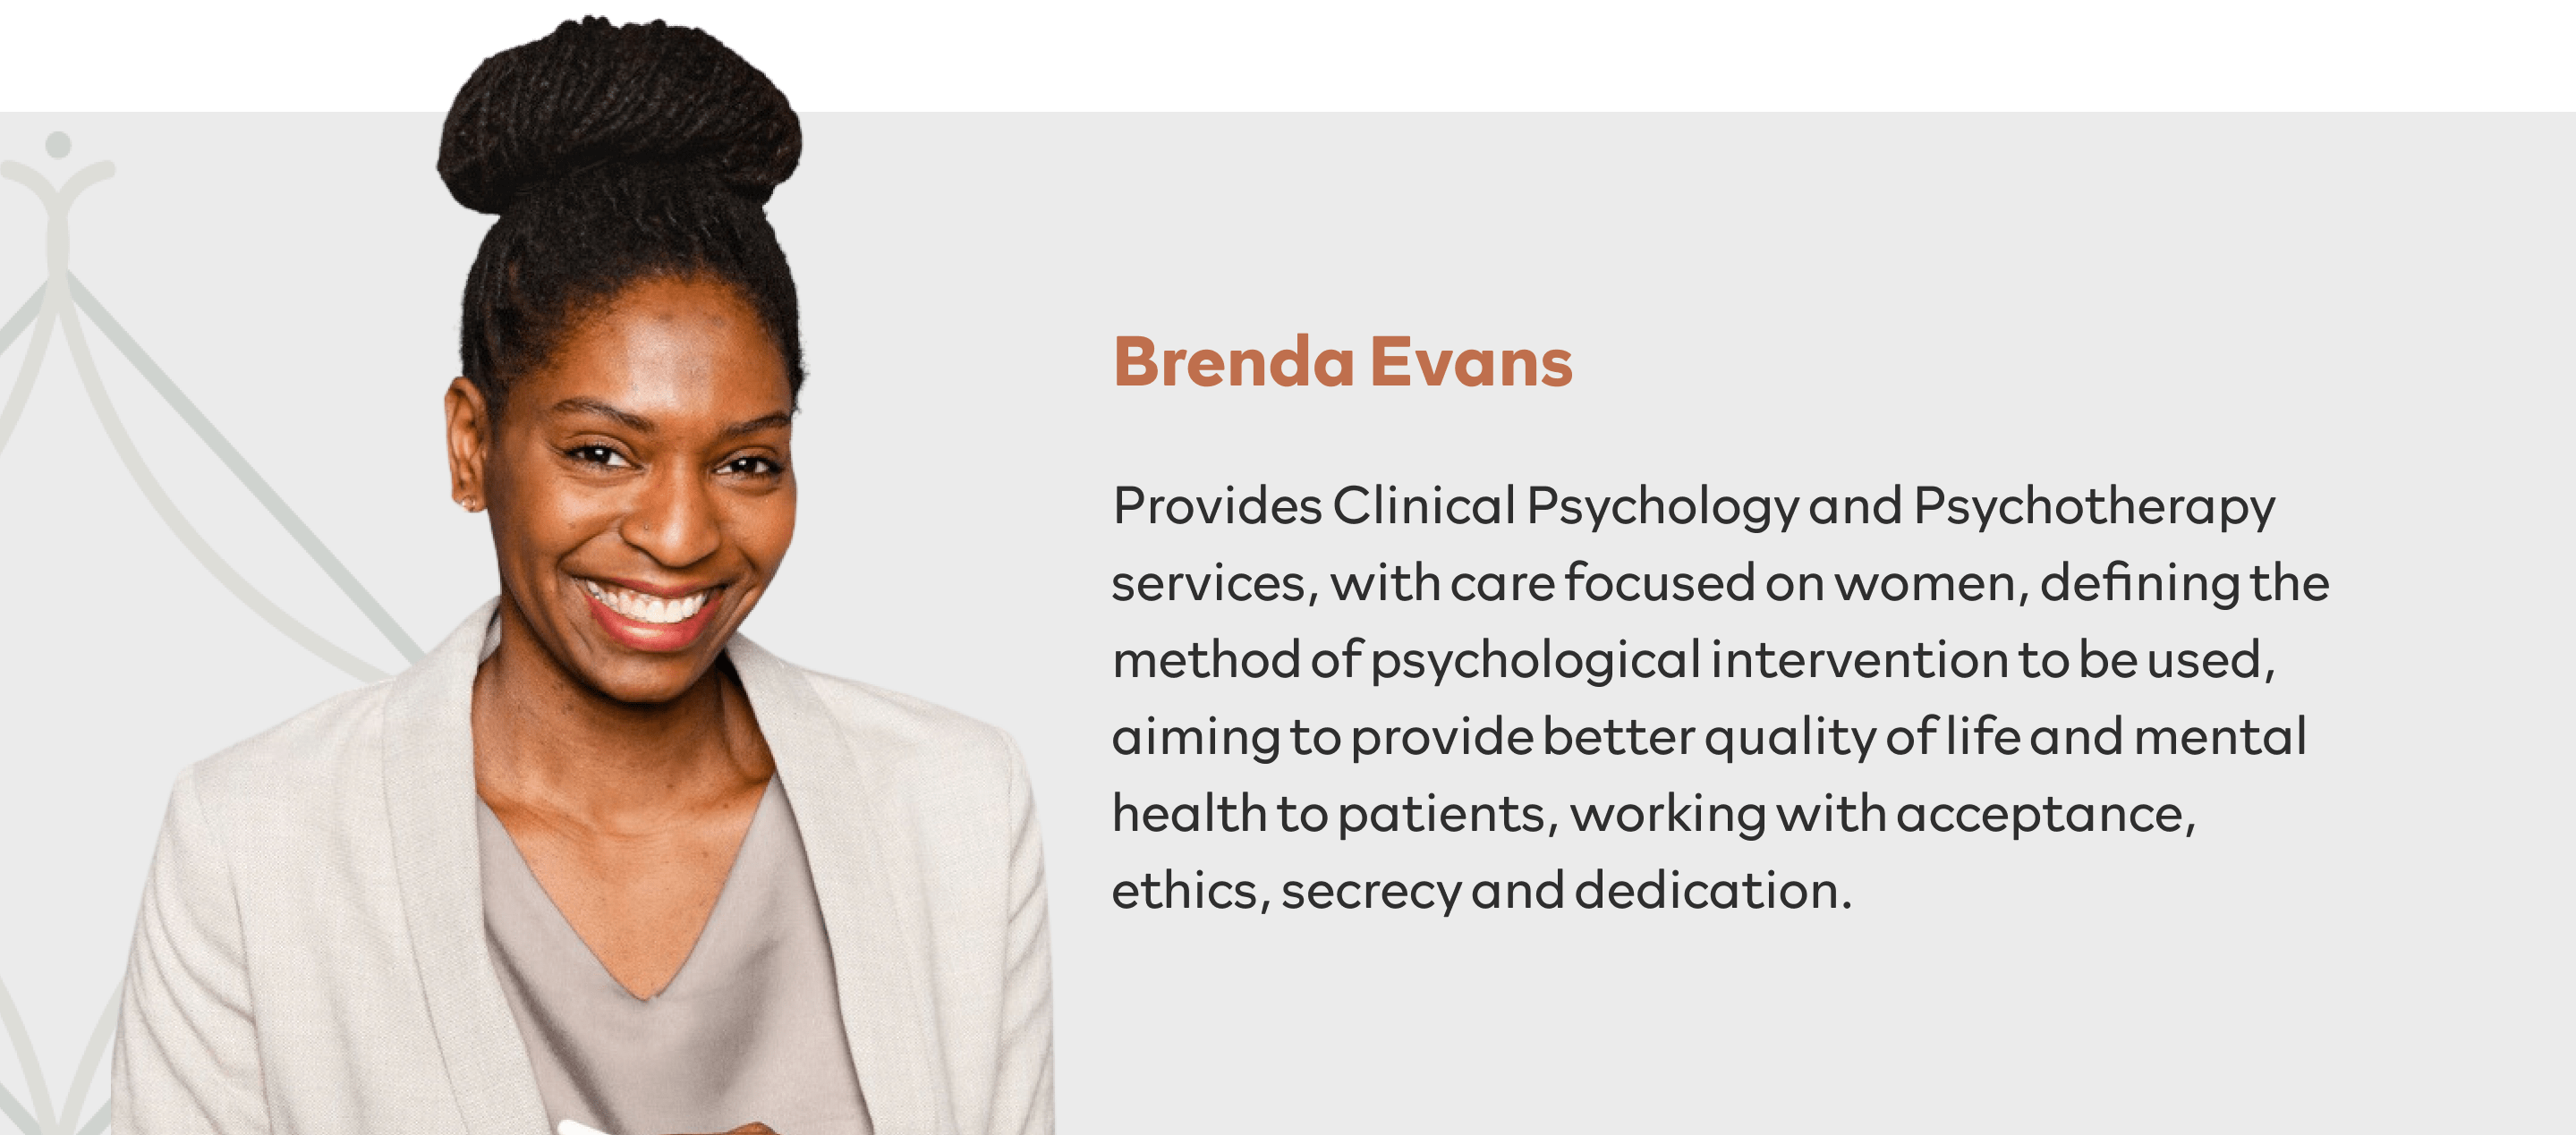 Brenda Evans
Provides Clinical Psychology and Psychotherapy
services, with care focused on women, defining the
method of psychological intervention to be used,
aiming to provide better quality of life and mental
health to patients, working with acceptance,
ethics, secrecy and dedication.